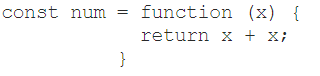 const num = function (x) {
return x + x;
}